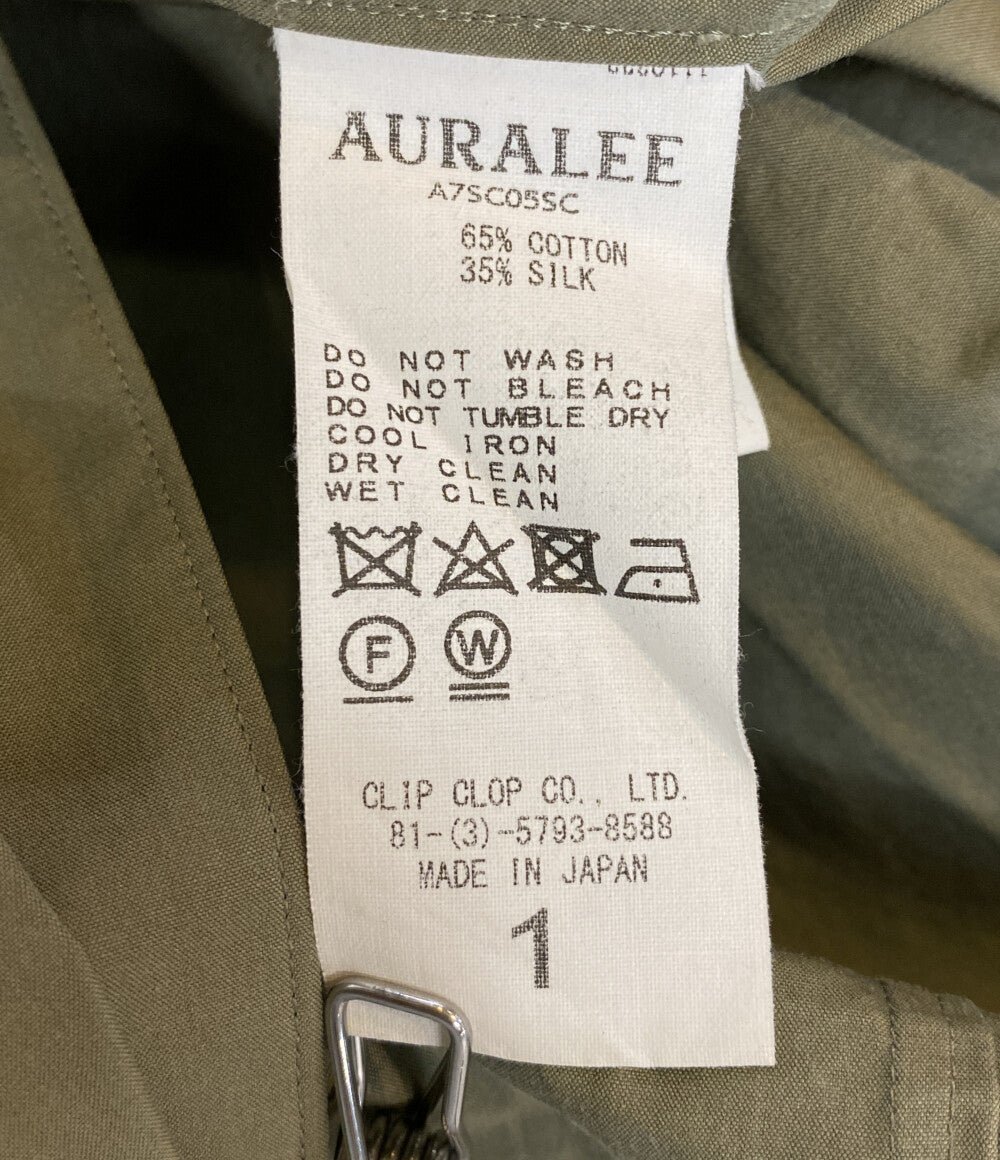 AURALEE
A7SC05SC
65% COTTON
35% SILK
DO NOT WASH
DO NOT BLEACH
DO NOT TUMBLE DRY
COOL IRON
DRY CLEAN
WET CLEAN
F W
CLIP CLOP CO., LTD.
81-(3)-5793-8588
MADE IN JAPAN
1